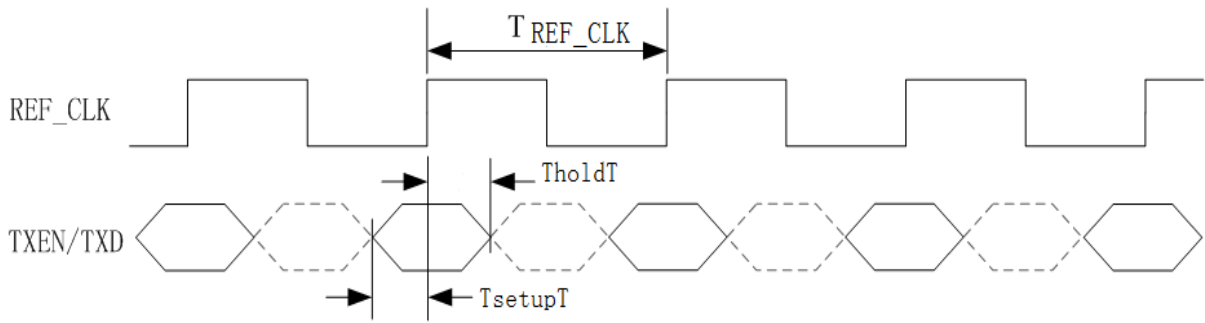 T REF_CLK
REF_CLK
TholdT
TXEN/TXD
TsetupT